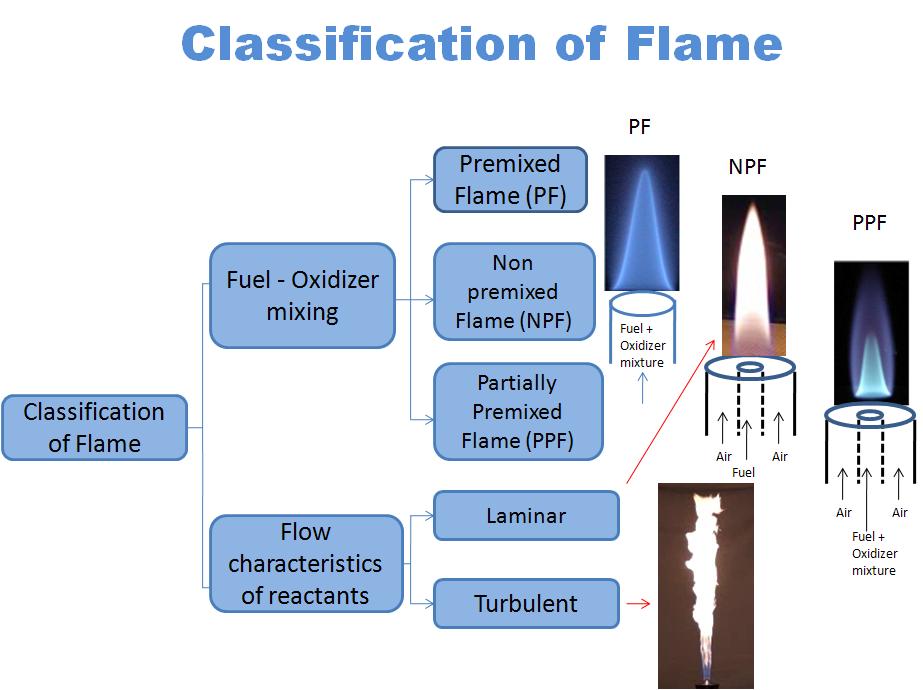 Classification of Flame
PF
Premixed
Flame (PF)
NPF
PPF
Fuel - Oxidizer
mixing
Non
premixed
Flame (NPF)
Fuel +
Oxidizer
mixture
Partially
Premixed
Flame (PPF)
Classification
of Flame
Air
Fuel
Air
Laminar
Flow
characteristics
of reactants
Turbulent
Air
Air
Fuel +
Oxidizer
mixture